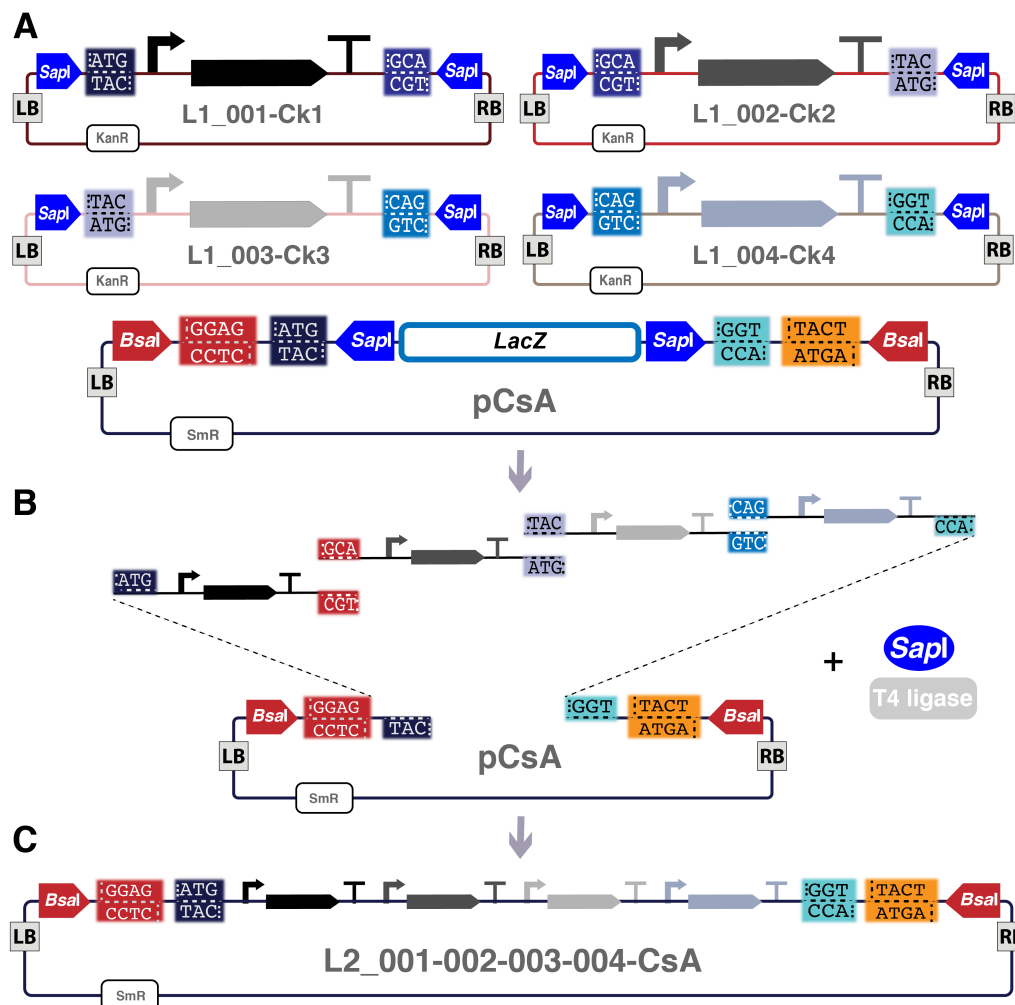 A
SapI ATG GCA SapI
TAC CGT
LB RB
L1_001-Ck1
KanR
SapI GCA TAC SapI
CGT ATG
LB RB
L1_002-Ck2
KanR
SapI TAC CAG SapI
ATG GTC
LB RB
L1_003-Ck3
KanR
SapI CAG GGT SapI
GTC CCA
LB RB
L1_004-Ck4
KanR
BsaI GGAG ATG SapI LacZ SapI GGT TACT BsaI
CCTC TAC CCA ATGA
LB RB
pCsA
SmR
B
ATG
GCA
CGT
TAC
ATG
CAG
GTC
CCA
+ SapI
T4 ligase
BsaI GGAG GGT TACT BsaI
CCTC TAC ATGA
LB RB
pCsA
SmR
C
BsaI GGAG ATG GGT TACT BsaI
CCTC TAC CCA ATGA
LB
L2_001-002-003-004-CsA
SmR